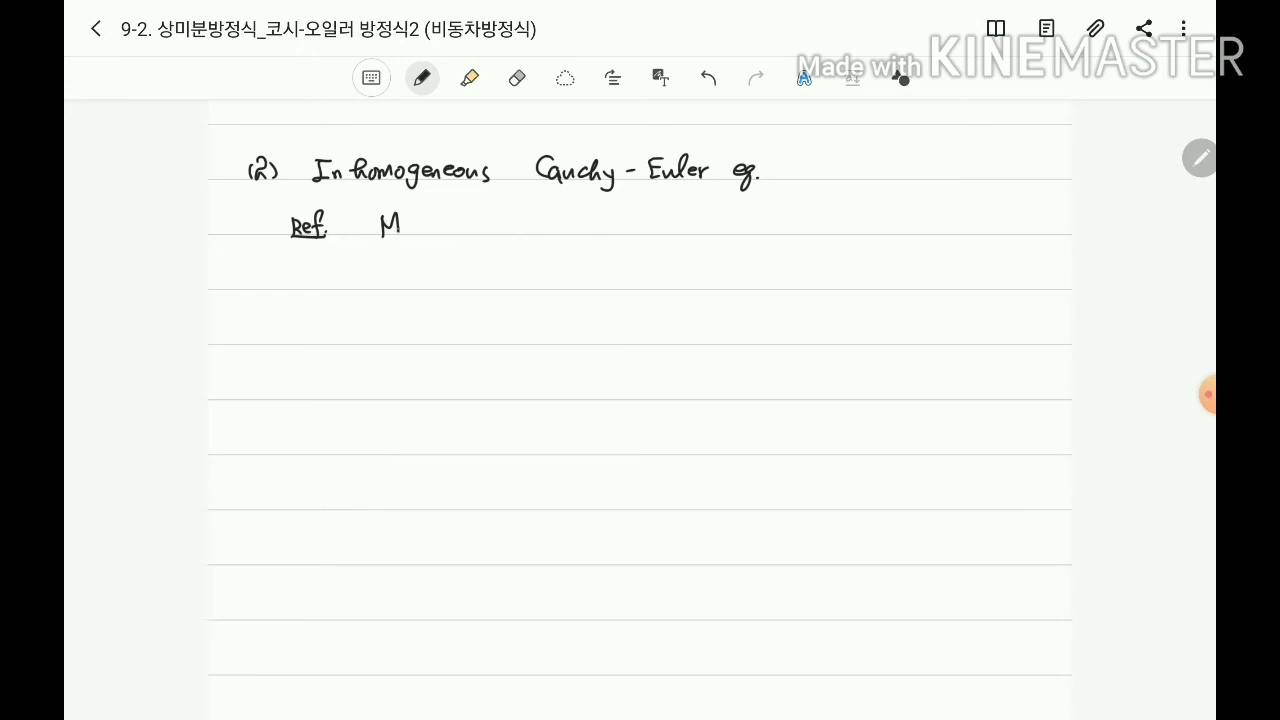 9-2. 상미분방정식_코시-오일러 방정식2 (비동차방정식)
Made with KINEMASTER
(2) Inhomogeneous Cauchy - Euler eq.
Ref. M